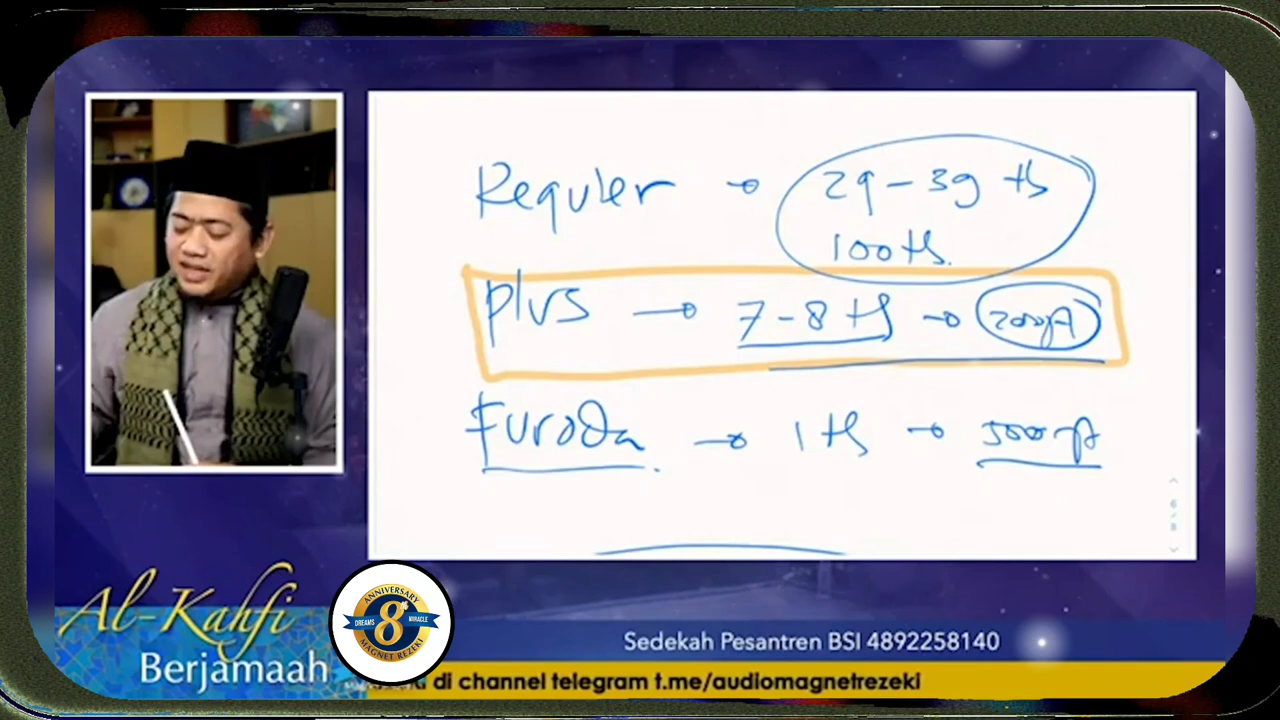 Reguler → 29 - 39 th
100 th.
plus → 7 - 8 th → 200 jt
Furoda → 1 th → 500 jt
Al-Kahfi
Berjamaah
ANNIVERSARY
DREAMS 8 MIRACLE
MAGNET REZEKI
Sedekah Pesantren BSI 4892258140
di channel telegram t.me/audiomagnetrezeki